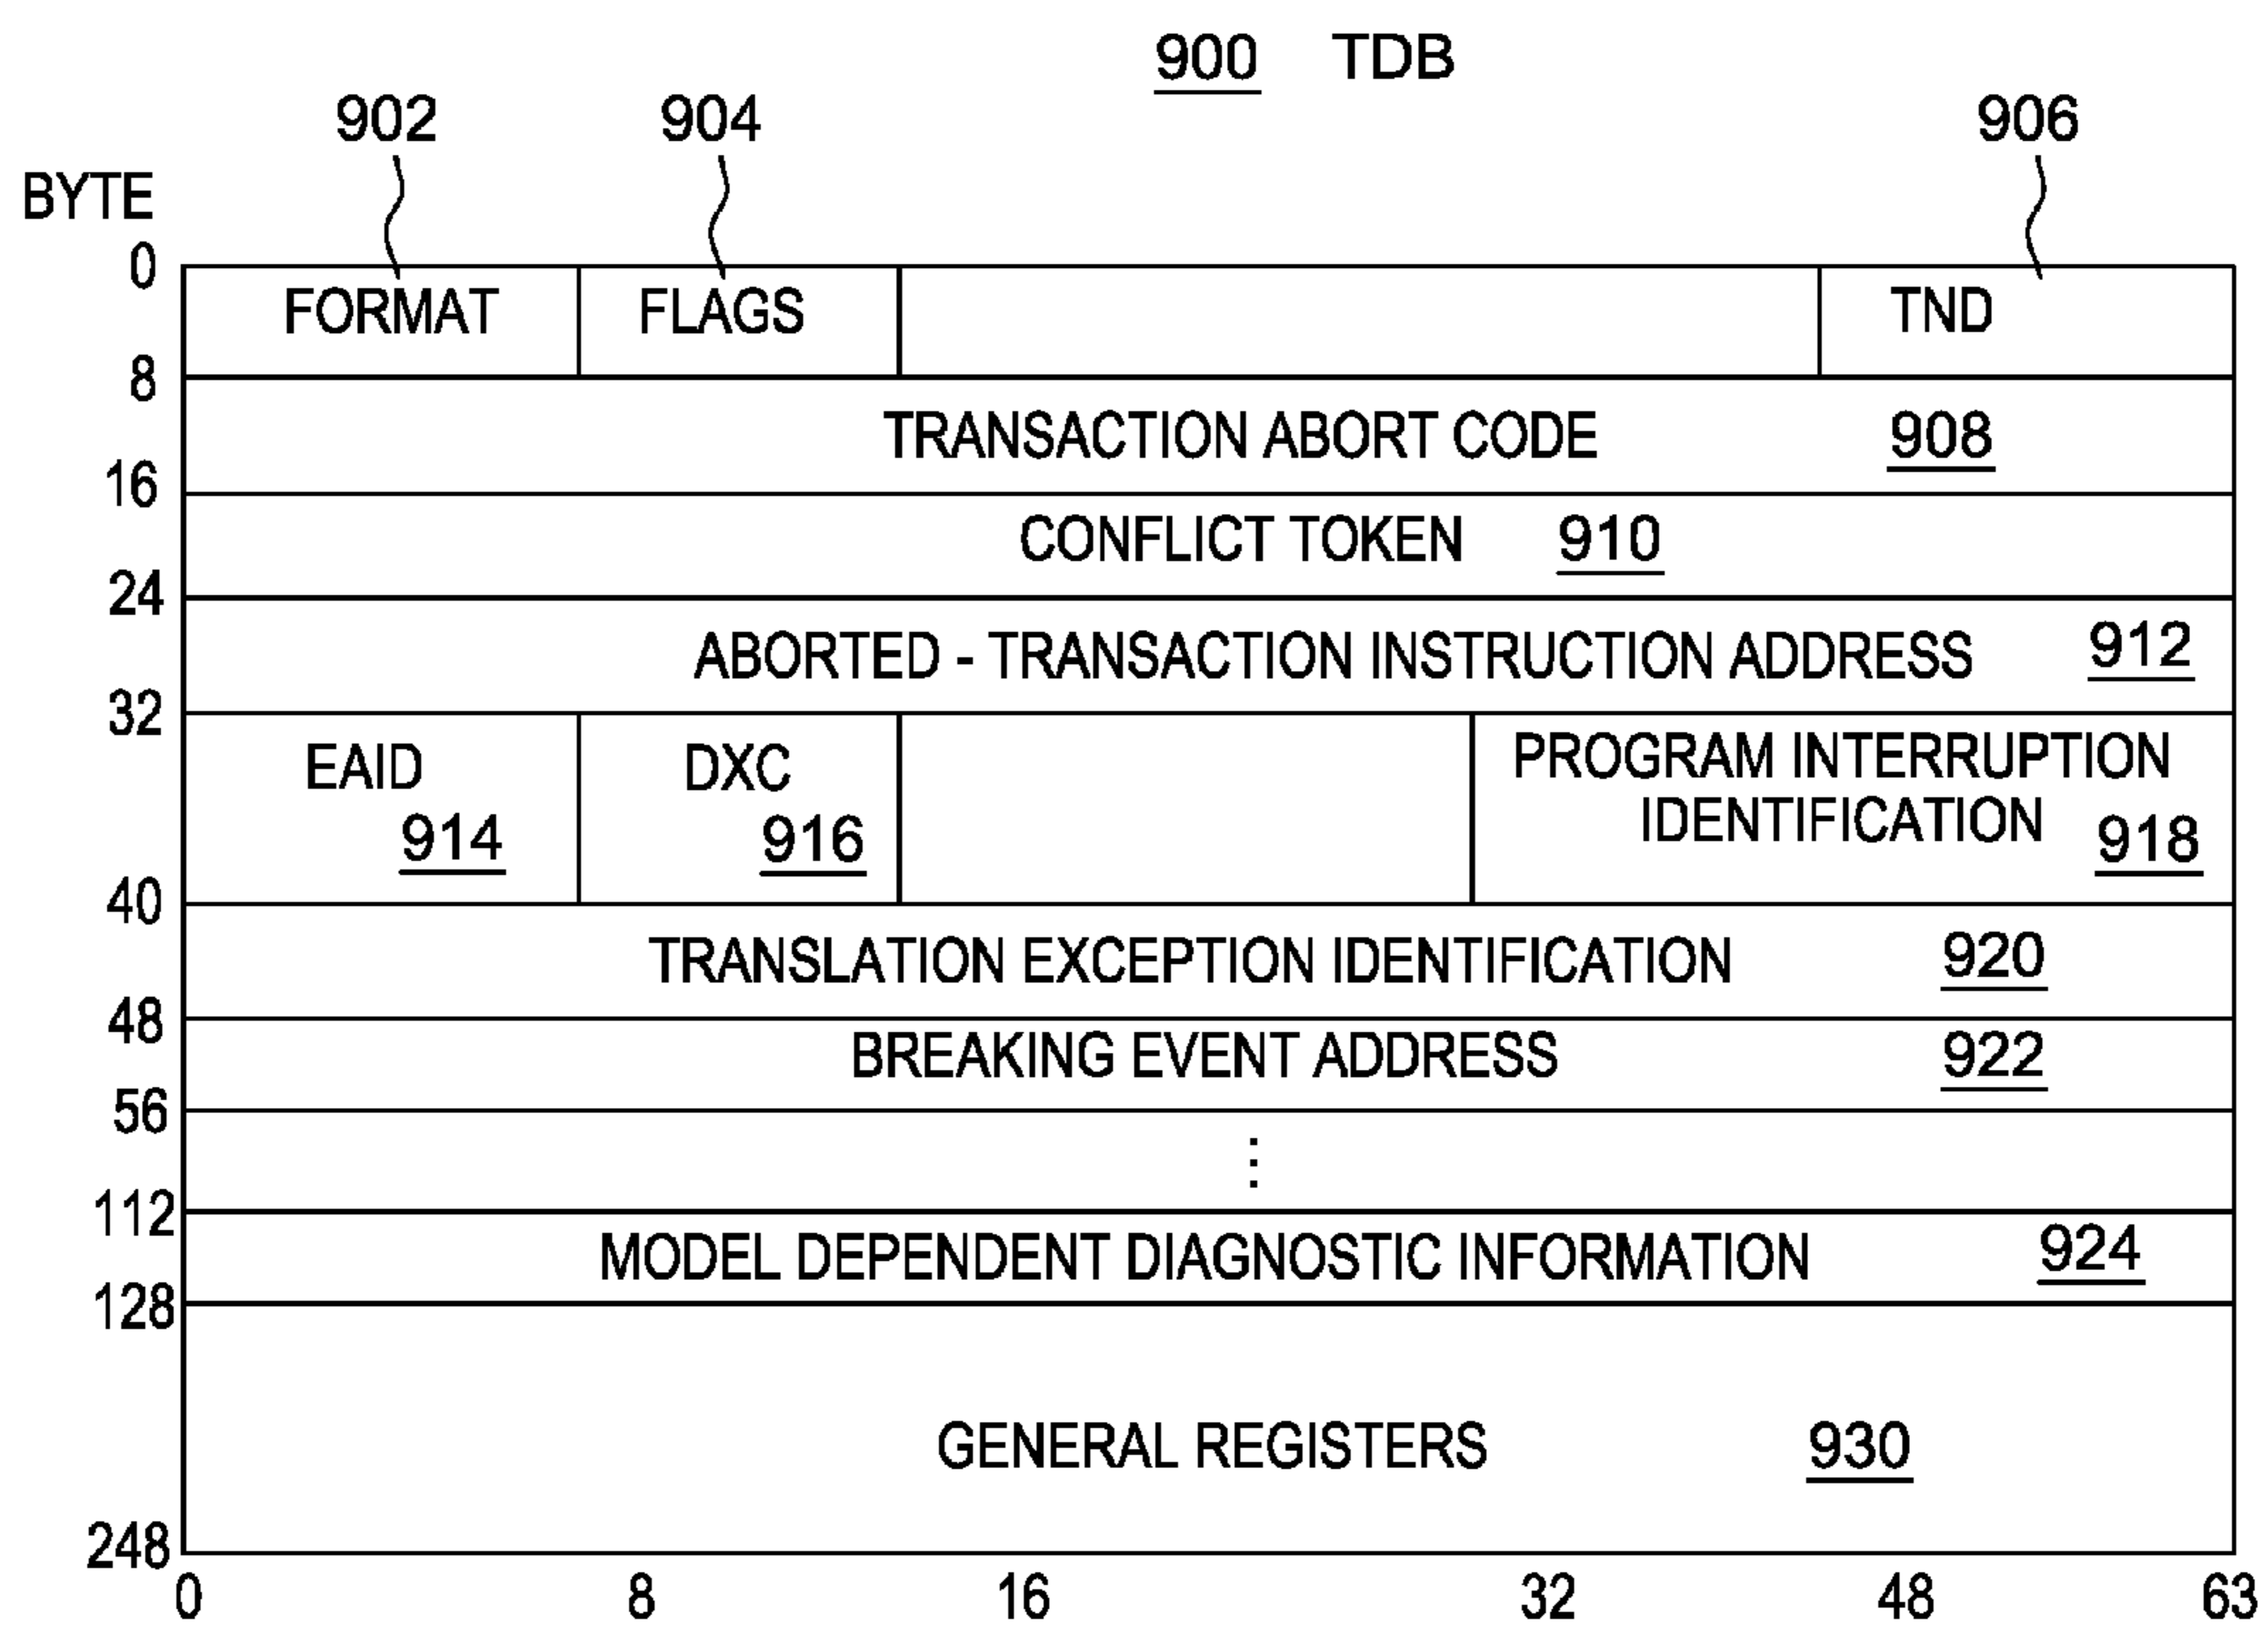 900 TDB
902 904 906
BYTE
0
FORMAT FLAGS TND
8
TRANSACTION ABORT CODE 908
16
CONFLICT TOKEN 910
24
ABORTED - TRANSACTION INSTRUCTION ADDRESS 912
32
EAID DXC PROGRAM INTERRUPTION
IDENTIFICATION
914 916 918
40
TRANSLATION EXCEPTION IDENTIFICATION 920
48
BREAKING EVENT ADDRESS 922
56
⋮
112
MODEL DEPENDENT DIAGNOSTIC INFORMATION 924
128
GENERAL REGISTERS 930
248
0 8 16 32 48 63